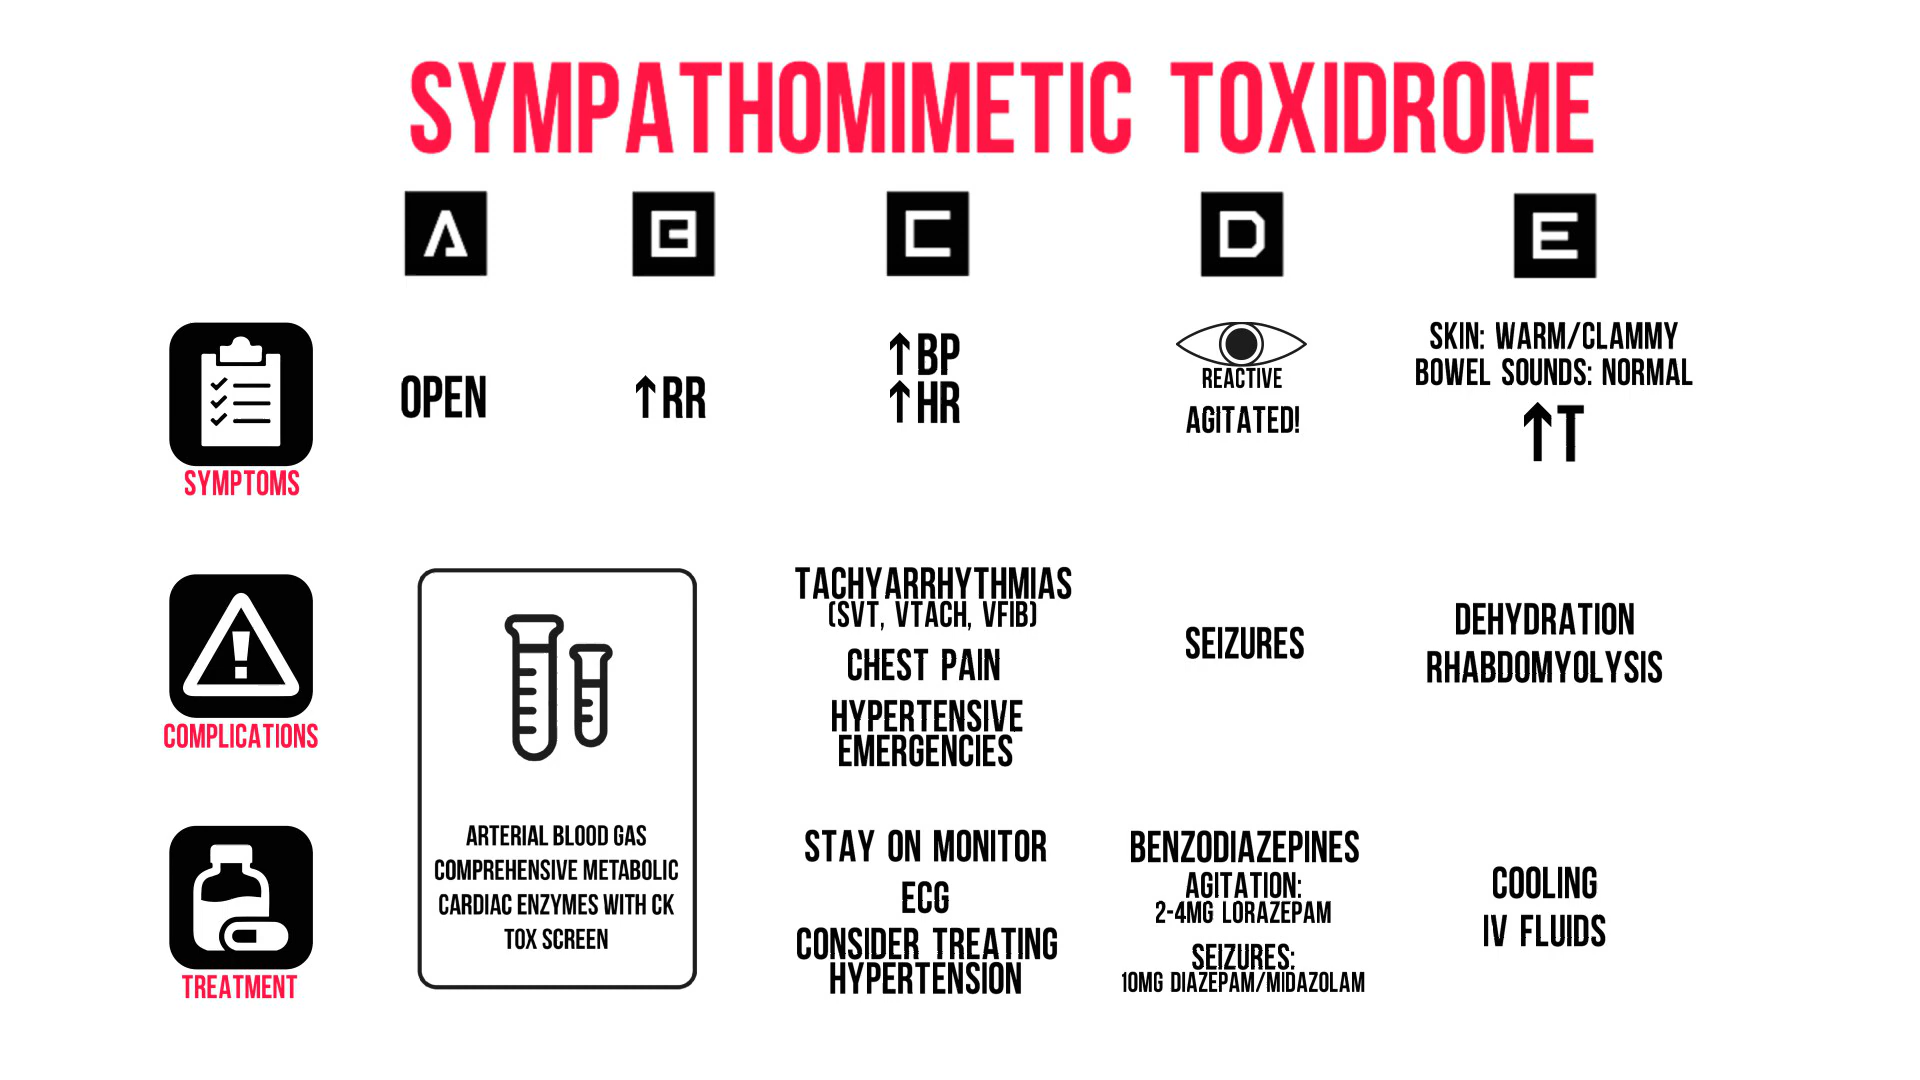 SYMPATHOMIMETIC TOXIDROME
A B C D E
SYMPTOMS
OPEN
↑RR
↑BP
↑HR
REACTIVE
AGITATED!
SKIN: WARM/CLAMMY
BOWEL SOUNDS: NORMAL
↑T
COMPLICATIONS
TACHYARRHYTHMIAS
(SVT, VTACH, VFIB)
CHEST PAIN
HYPERTENSIVE
EMERGENCIES
SEIZURES
DEHYDRATION
RHABDOMYOLYSIS
ARTERIAL BLOOD GAS
COMPREHENSIVE METABOLIC
CARDIAC ENZYMES WITH CK
TOX SCREEN
TREATMENT
STAY ON MONITOR
ECG
CONSIDER TREATING
HYPERTENSION
BENZODIAZEPINES
AGITATION:
2-4MG LORAZEPAM
SEIZURES:
10MG DIAZEPAM/MIDAZOLAM
COOLING
IV FLUIDS